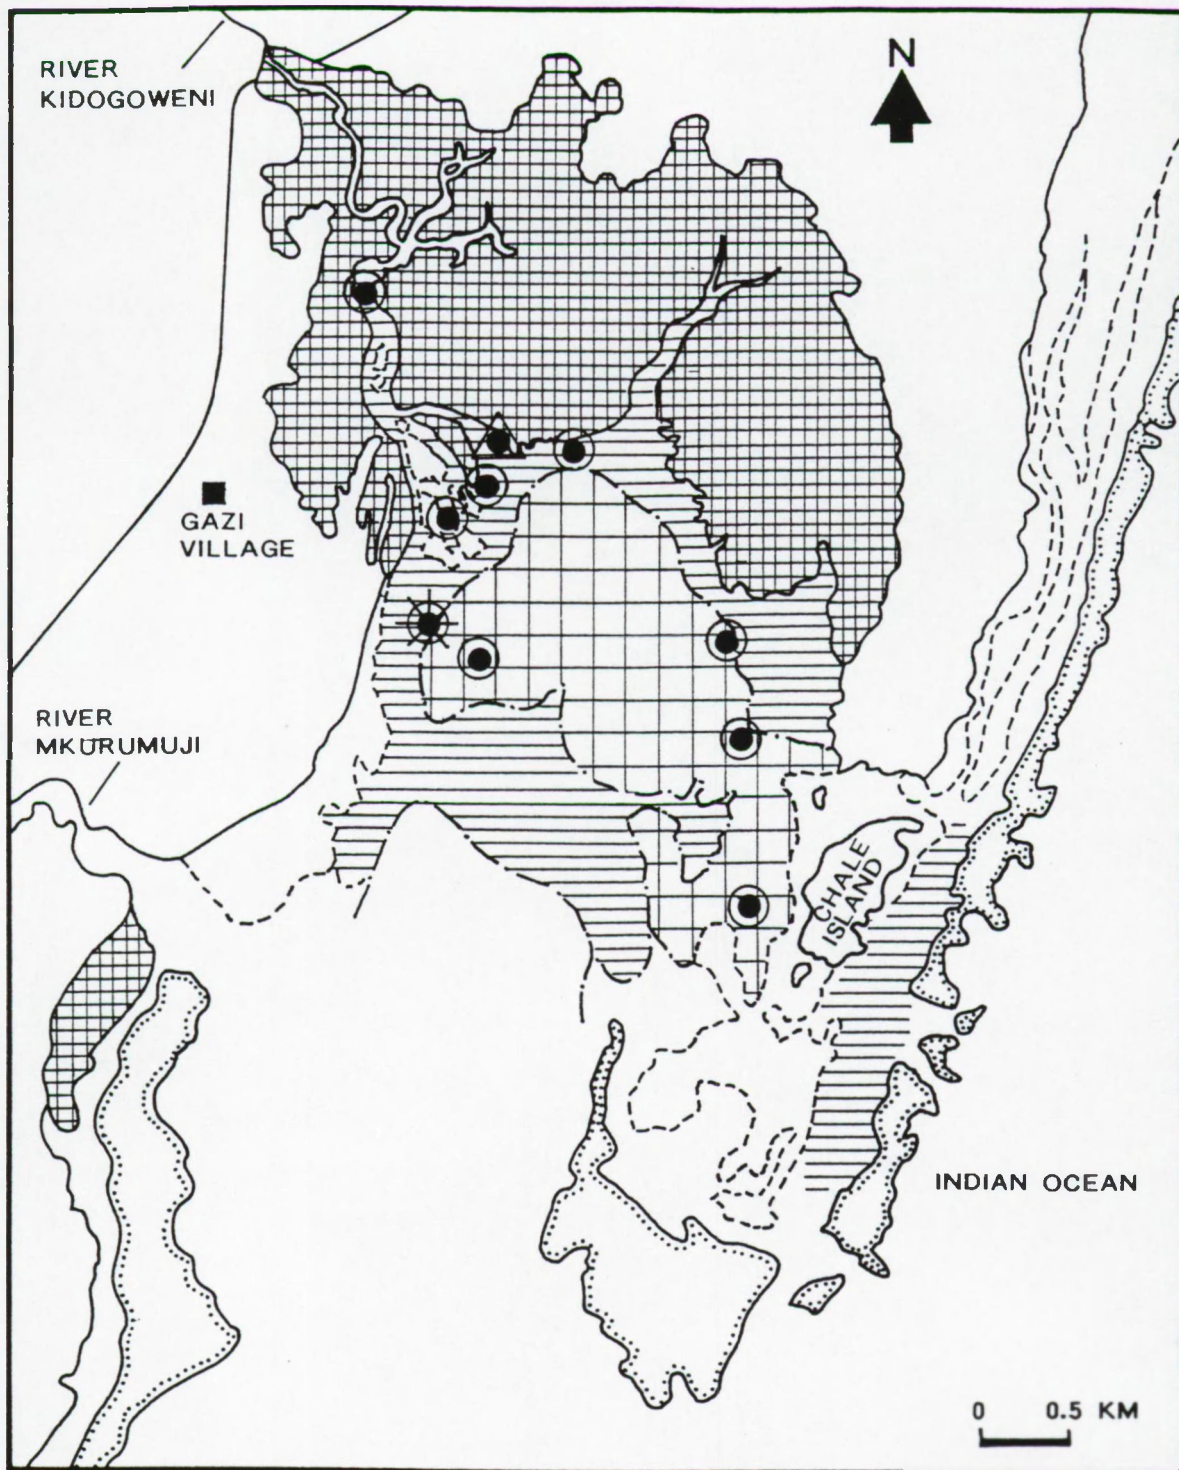 RIVER
KIDOGOWENI
N
GAZI
VILLAGE
RIVER
MKURUMUJI
CHALE
ISLAND
INDIAN OCEAN
0 0.5 KM